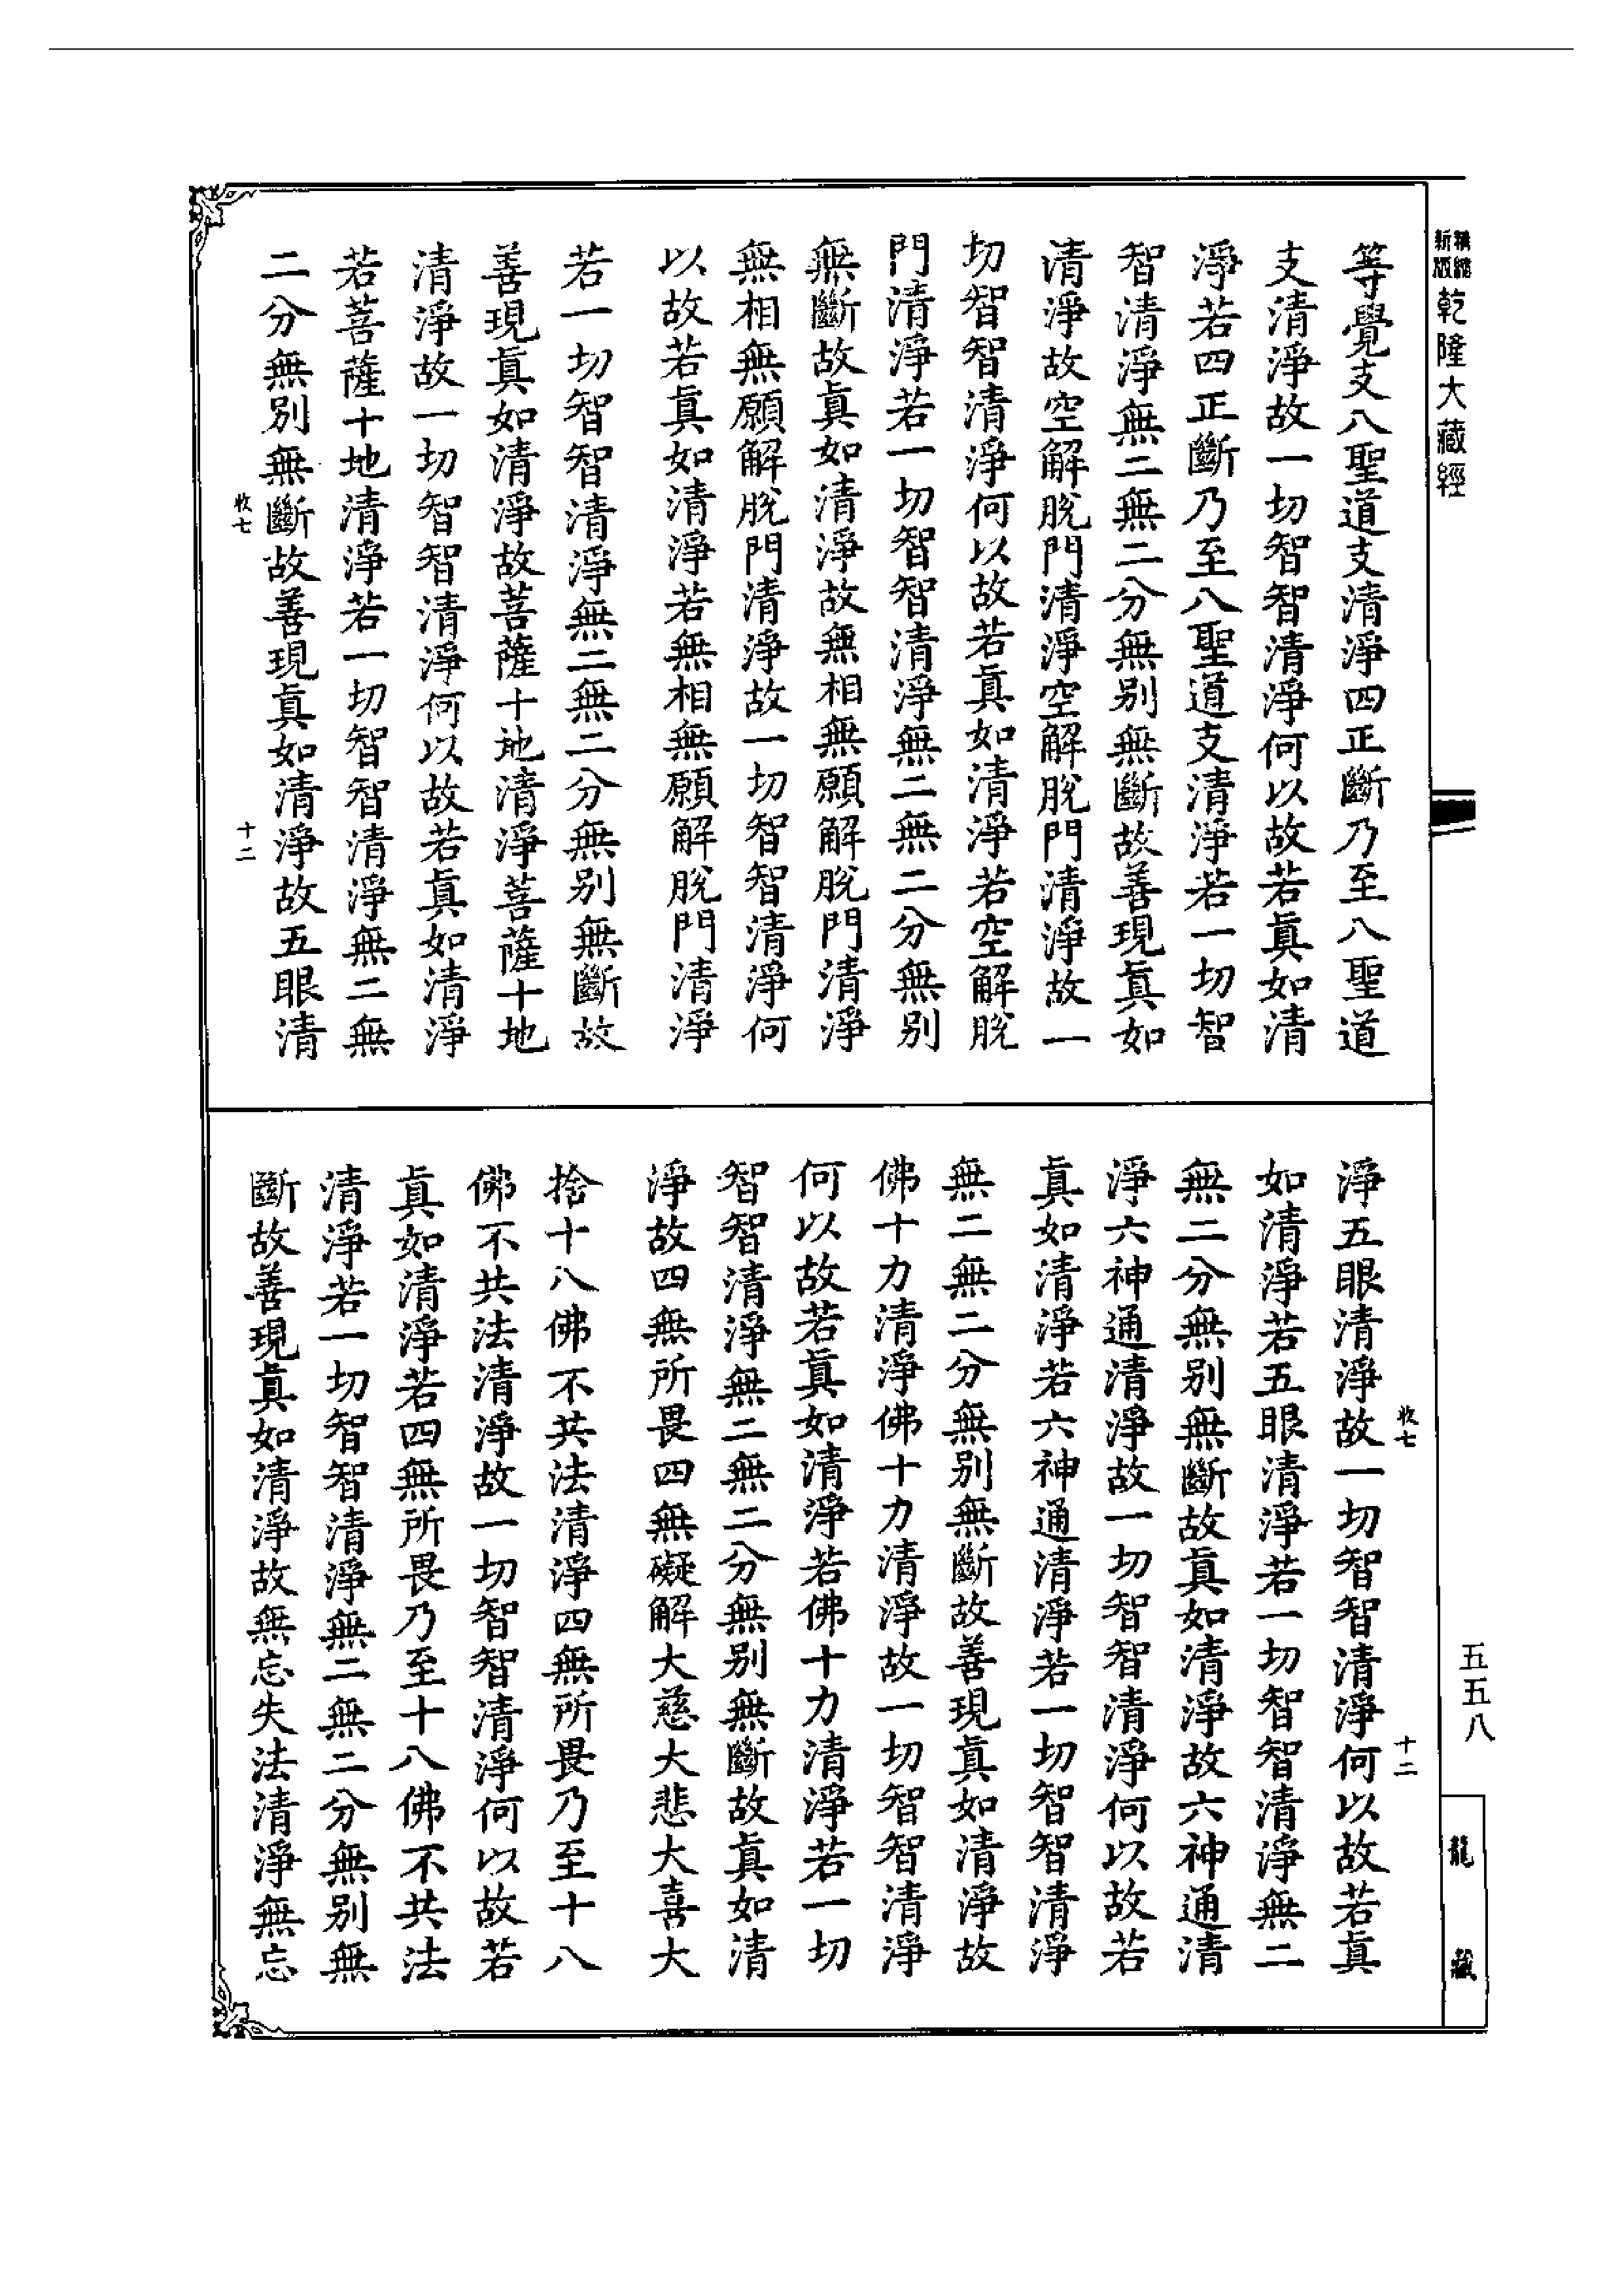 精縮
新版
乾隆大藏經
等覺支八聖道支清淨四正斷乃至八聖道
支清淨故一切智智清淨何以故若眞如清
淨若四正斷乃至八聖道支清淨若一切智
智清淨無二無二分無別無斷故善現眞如
清淨故空解脫門清淨空解脫門清淨故一
切智智清淨何以故若眞如清淨若空解脫
門清淨若一切智智清淨無二無二分無別
無斷故眞如清淨故無相無願解脫門清淨
無相無願解脫門清淨故一切智智清淨何
以故若眞如清淨若無相無願解脫門清淨
若一切智智清淨無二無二分無別無斷故
善現眞如清淨故菩薩十地清淨菩薩十地
清淨故一切智智清淨何以故若眞如清淨
若菩薩十地清淨若一切智智清淨無二無
二分無別無斷故善現眞如清淨故五眼清
收七
十二
收七
十二
淨五眼清淨故一切智智清淨何以故若眞
如清淨若五眼清淨若一切智智清淨無二
無二分無別無斷故眞如清淨故六神通清
淨六神通清淨故一切智智清淨何以故若
眞如清淨若六神通清淨若一切智智清淨
無二無二分無別無斷故善現眞如清淨故
佛十力清淨佛十力清淨故一切智智清淨
何以故若眞如清淨若佛十力清淨若一切
智智清淨無二無二分無別無斷故眞如清
淨故四無所畏四無礙解大慈大悲大喜大
捨十八佛不共法清淨四無所畏乃至十八
佛不共法清淨故一切智智清淨何以故若
眞如清淨若四無所畏乃至十八佛不共法
清淨若一切智智清淨無二無二分無別無
斷故善現眞如清淨故無忘失法清淨無忘
五五八
龍藏